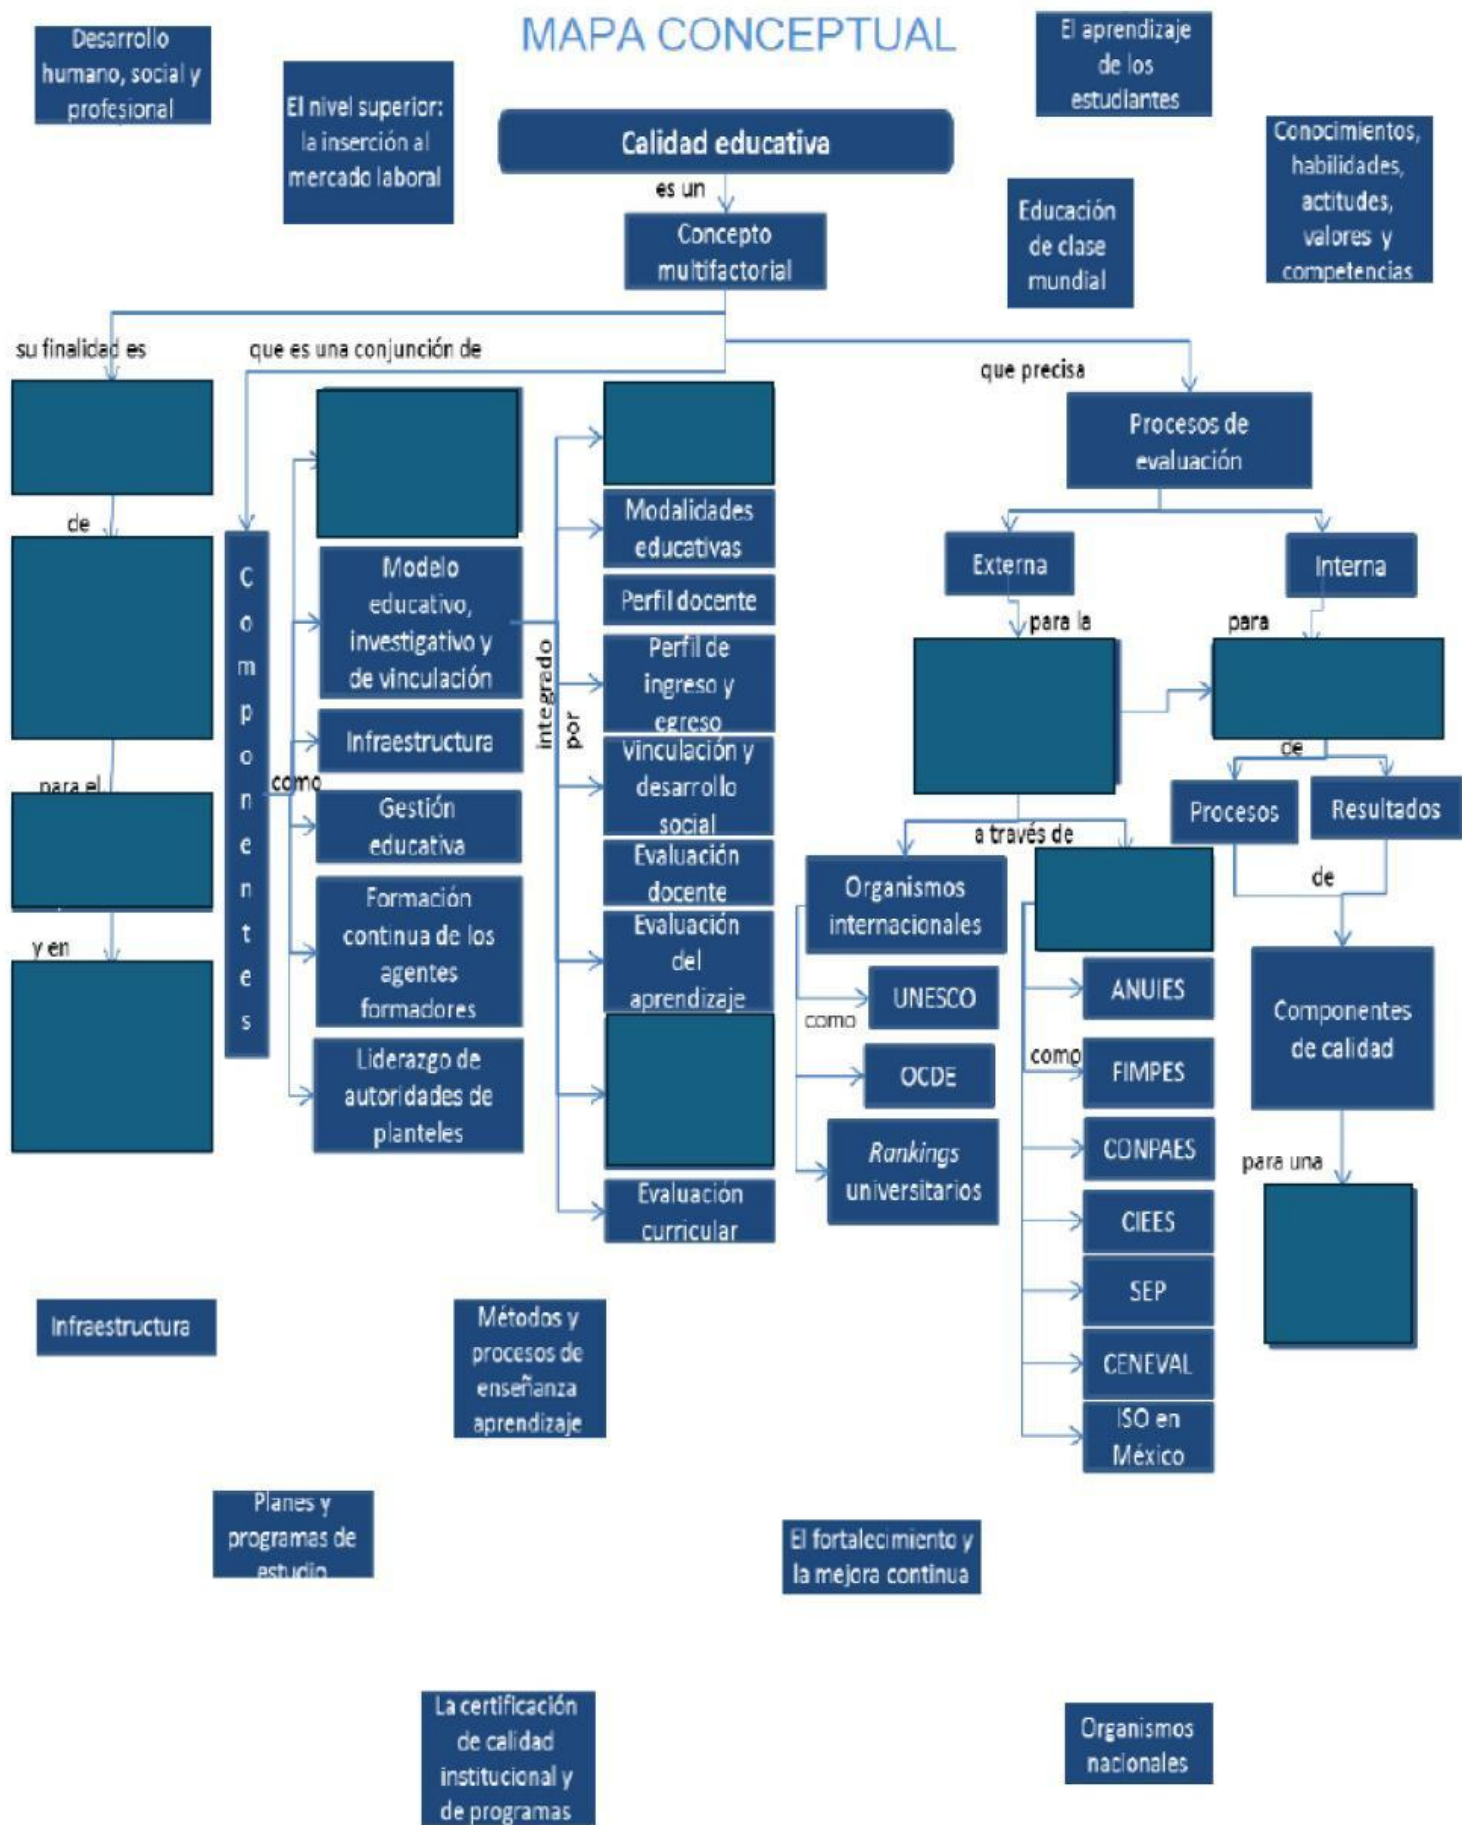 MAPA CONCEPTUAL
Desarrollo
humano, social y
profesional
El nivel superior:
la inserción al
mercado laboral
El aprendizaje
de los
estudiantes
Conocimientos,
habilidades,
actitudes,
valores y
competencias
Educación
de clase
mundial
Calidad educativa
es un
Concepto
multifactorial
su finalidad es
que es una conjunción de
que precisa
de
para el
y en
Componentes
como
Modelo
educativo,
investigativo y
de vinculación
Infraestructura
Gestión
educativa
Formación
continua de los
agentes
formadores
Liderazgo de
autoridades de
planteles
integrado
por
Modalidades
educativas
Perfil docente
Perfil de
ingreso y
egreso
Vinculación y
desarrollo
social
Evaluación
docente
Evaluación
del
aprendizaje
Evaluación
curricular
Procesos de
evaluación
Externa
Interna
para la
para
de
Procesos
Resultados
a través de
de
Organismos
internacionales
como
UNESCO
OCDE
Rankings
universitarios
como
ANUIES
FIMPES
CONPAES
CIEES
SEP
CENEVAL
ISO en
México
Componentes
de calidad
para una
Infraestructura
Métodos y
procesos de
enseñanza
aprendizaje
Planes y
programas de
estudio
El fortalecimiento y
la mejora continua
La certificación
de calidad
institucional y
de programas
Organismos
nacionales